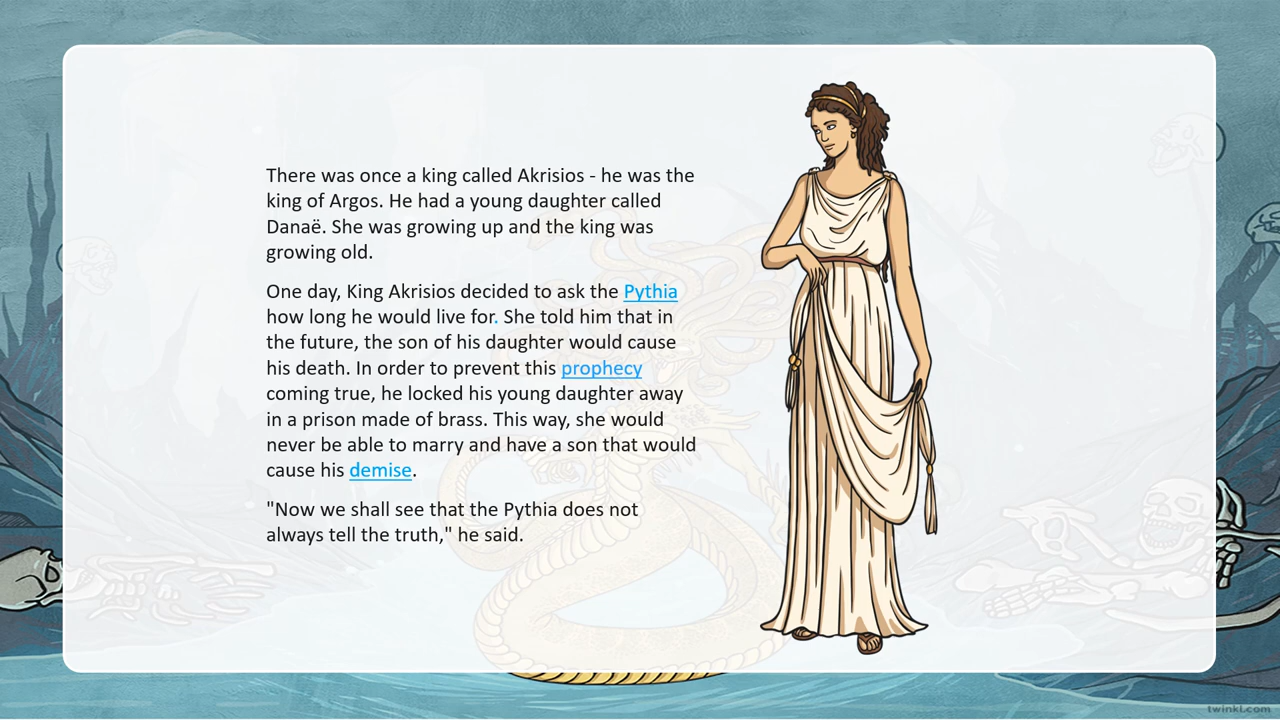 There was once a king called Akrisios - he was the
king of Argos. He had a young daughter called
Danaë. She was growing up and the king was
growing old.
One day, King Akrisios decided to ask the Pythia
how long he would live for. She told him that in
the future, the son of his daughter would cause
his death. In order to prevent this prophecy
coming true, he locked his young daughter away
in a prison made of brass. This way, she would
never be able to marry and have a son that would
cause his demise.
"Now we shall see that the Pythia does not
always tell the truth," he said.
twinkl.com